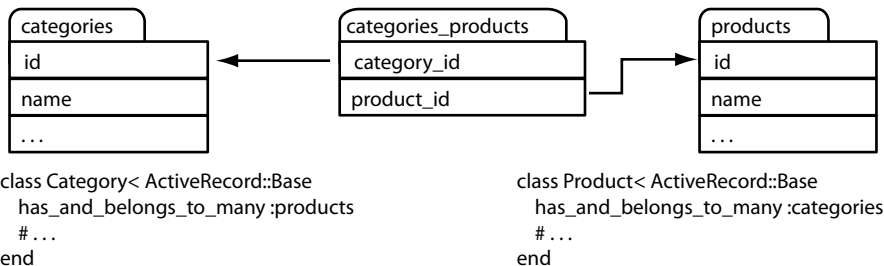 categories
id
name
. . .
categories_products
category_id
product_id
products
id
name
. . .
class Category< ActiveRecord::Base
has_and_belongs_to_many :products
# . . .
end
class Product< ActiveRecord::Base
has_and_belongs_to_many :categories
# . . .
end